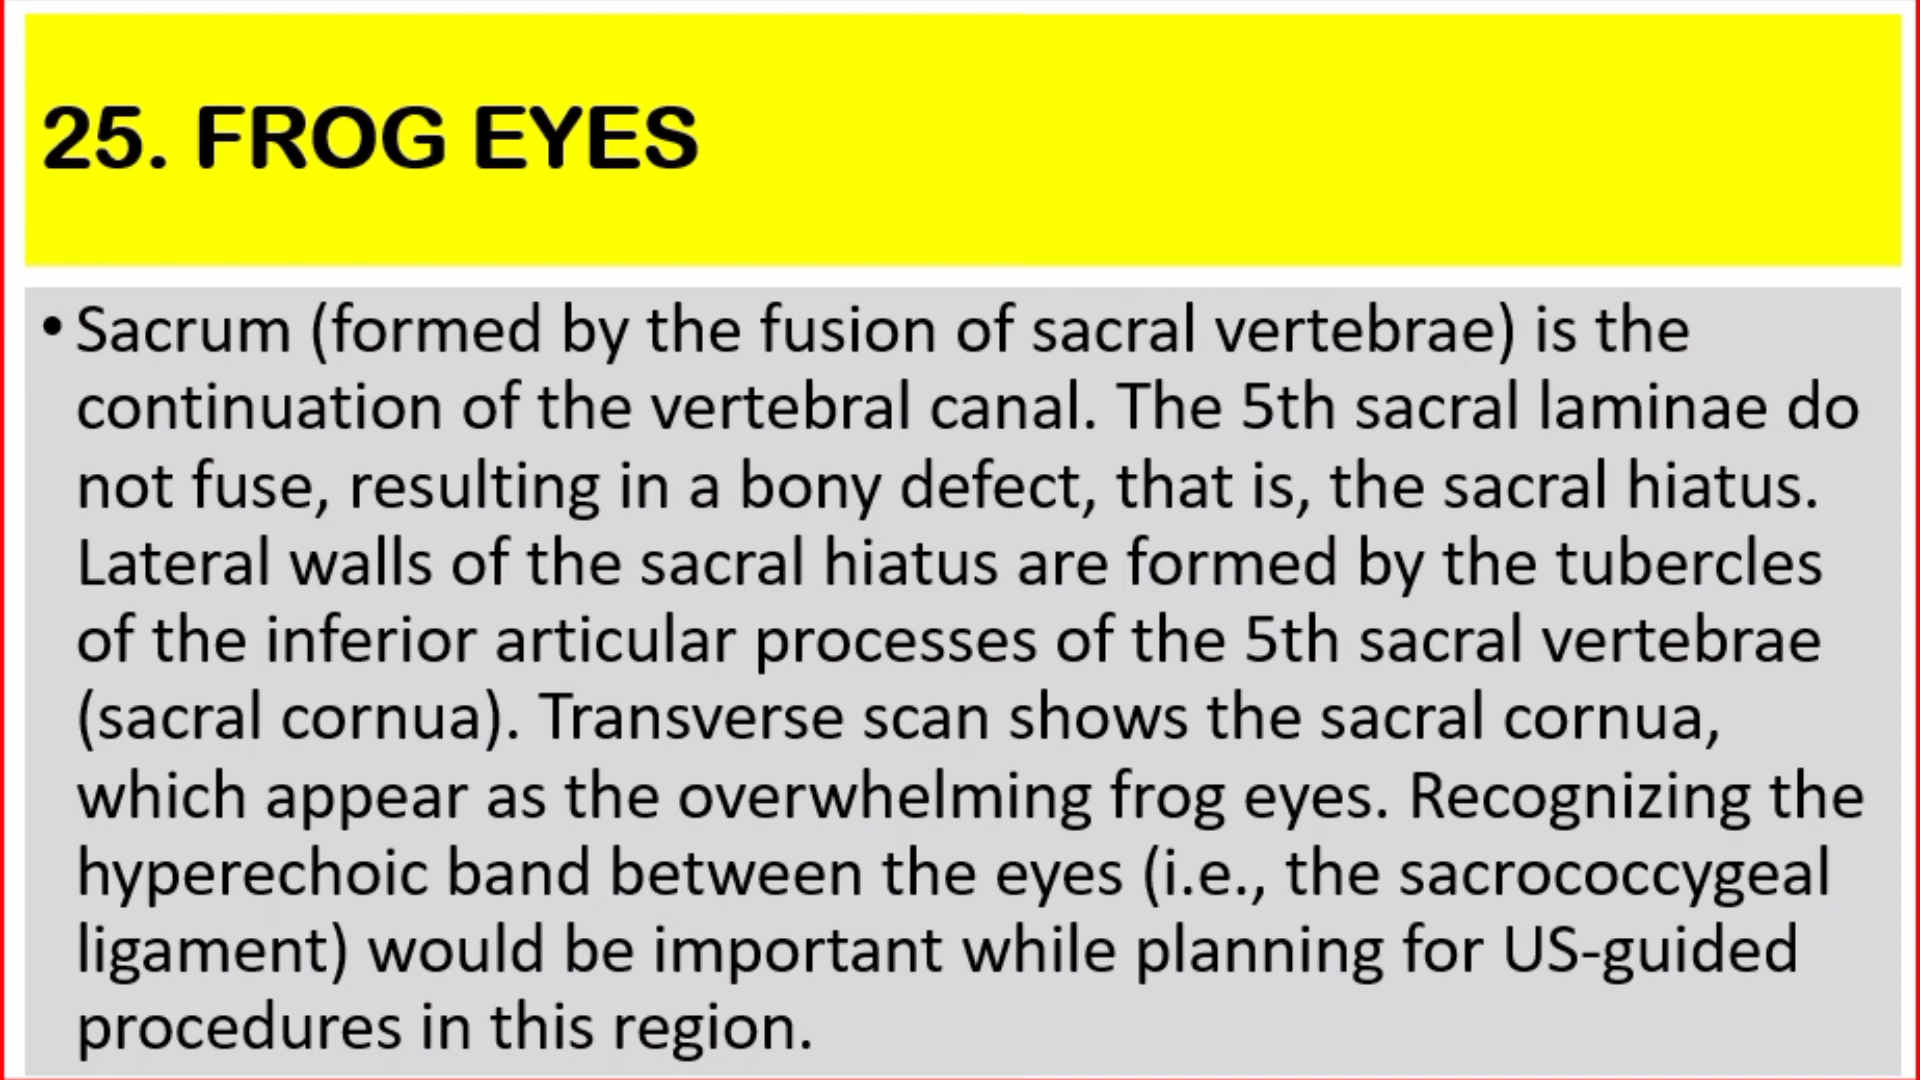 25. FROG EYES
• Sacrum (formed by the fusion of sacral vertebrae) is the
continuation of the vertebral canal. The 5th sacral laminae do
not fuse, resulting in a bony defect, that is, the sacral hiatus.
Lateral walls of the sacral hiatus are formed by the tubercles
of the inferior articular processes of the 5th sacral vertebrae
(sacral cornua). Transverse scan shows the sacral cornua,
which appear as the overwhelming frog eyes. Recognizing the
hyperechoic band between the eyes (i.e., the sacrococcygeal
ligament) would be important while planning for US-guided
procedures in this region.